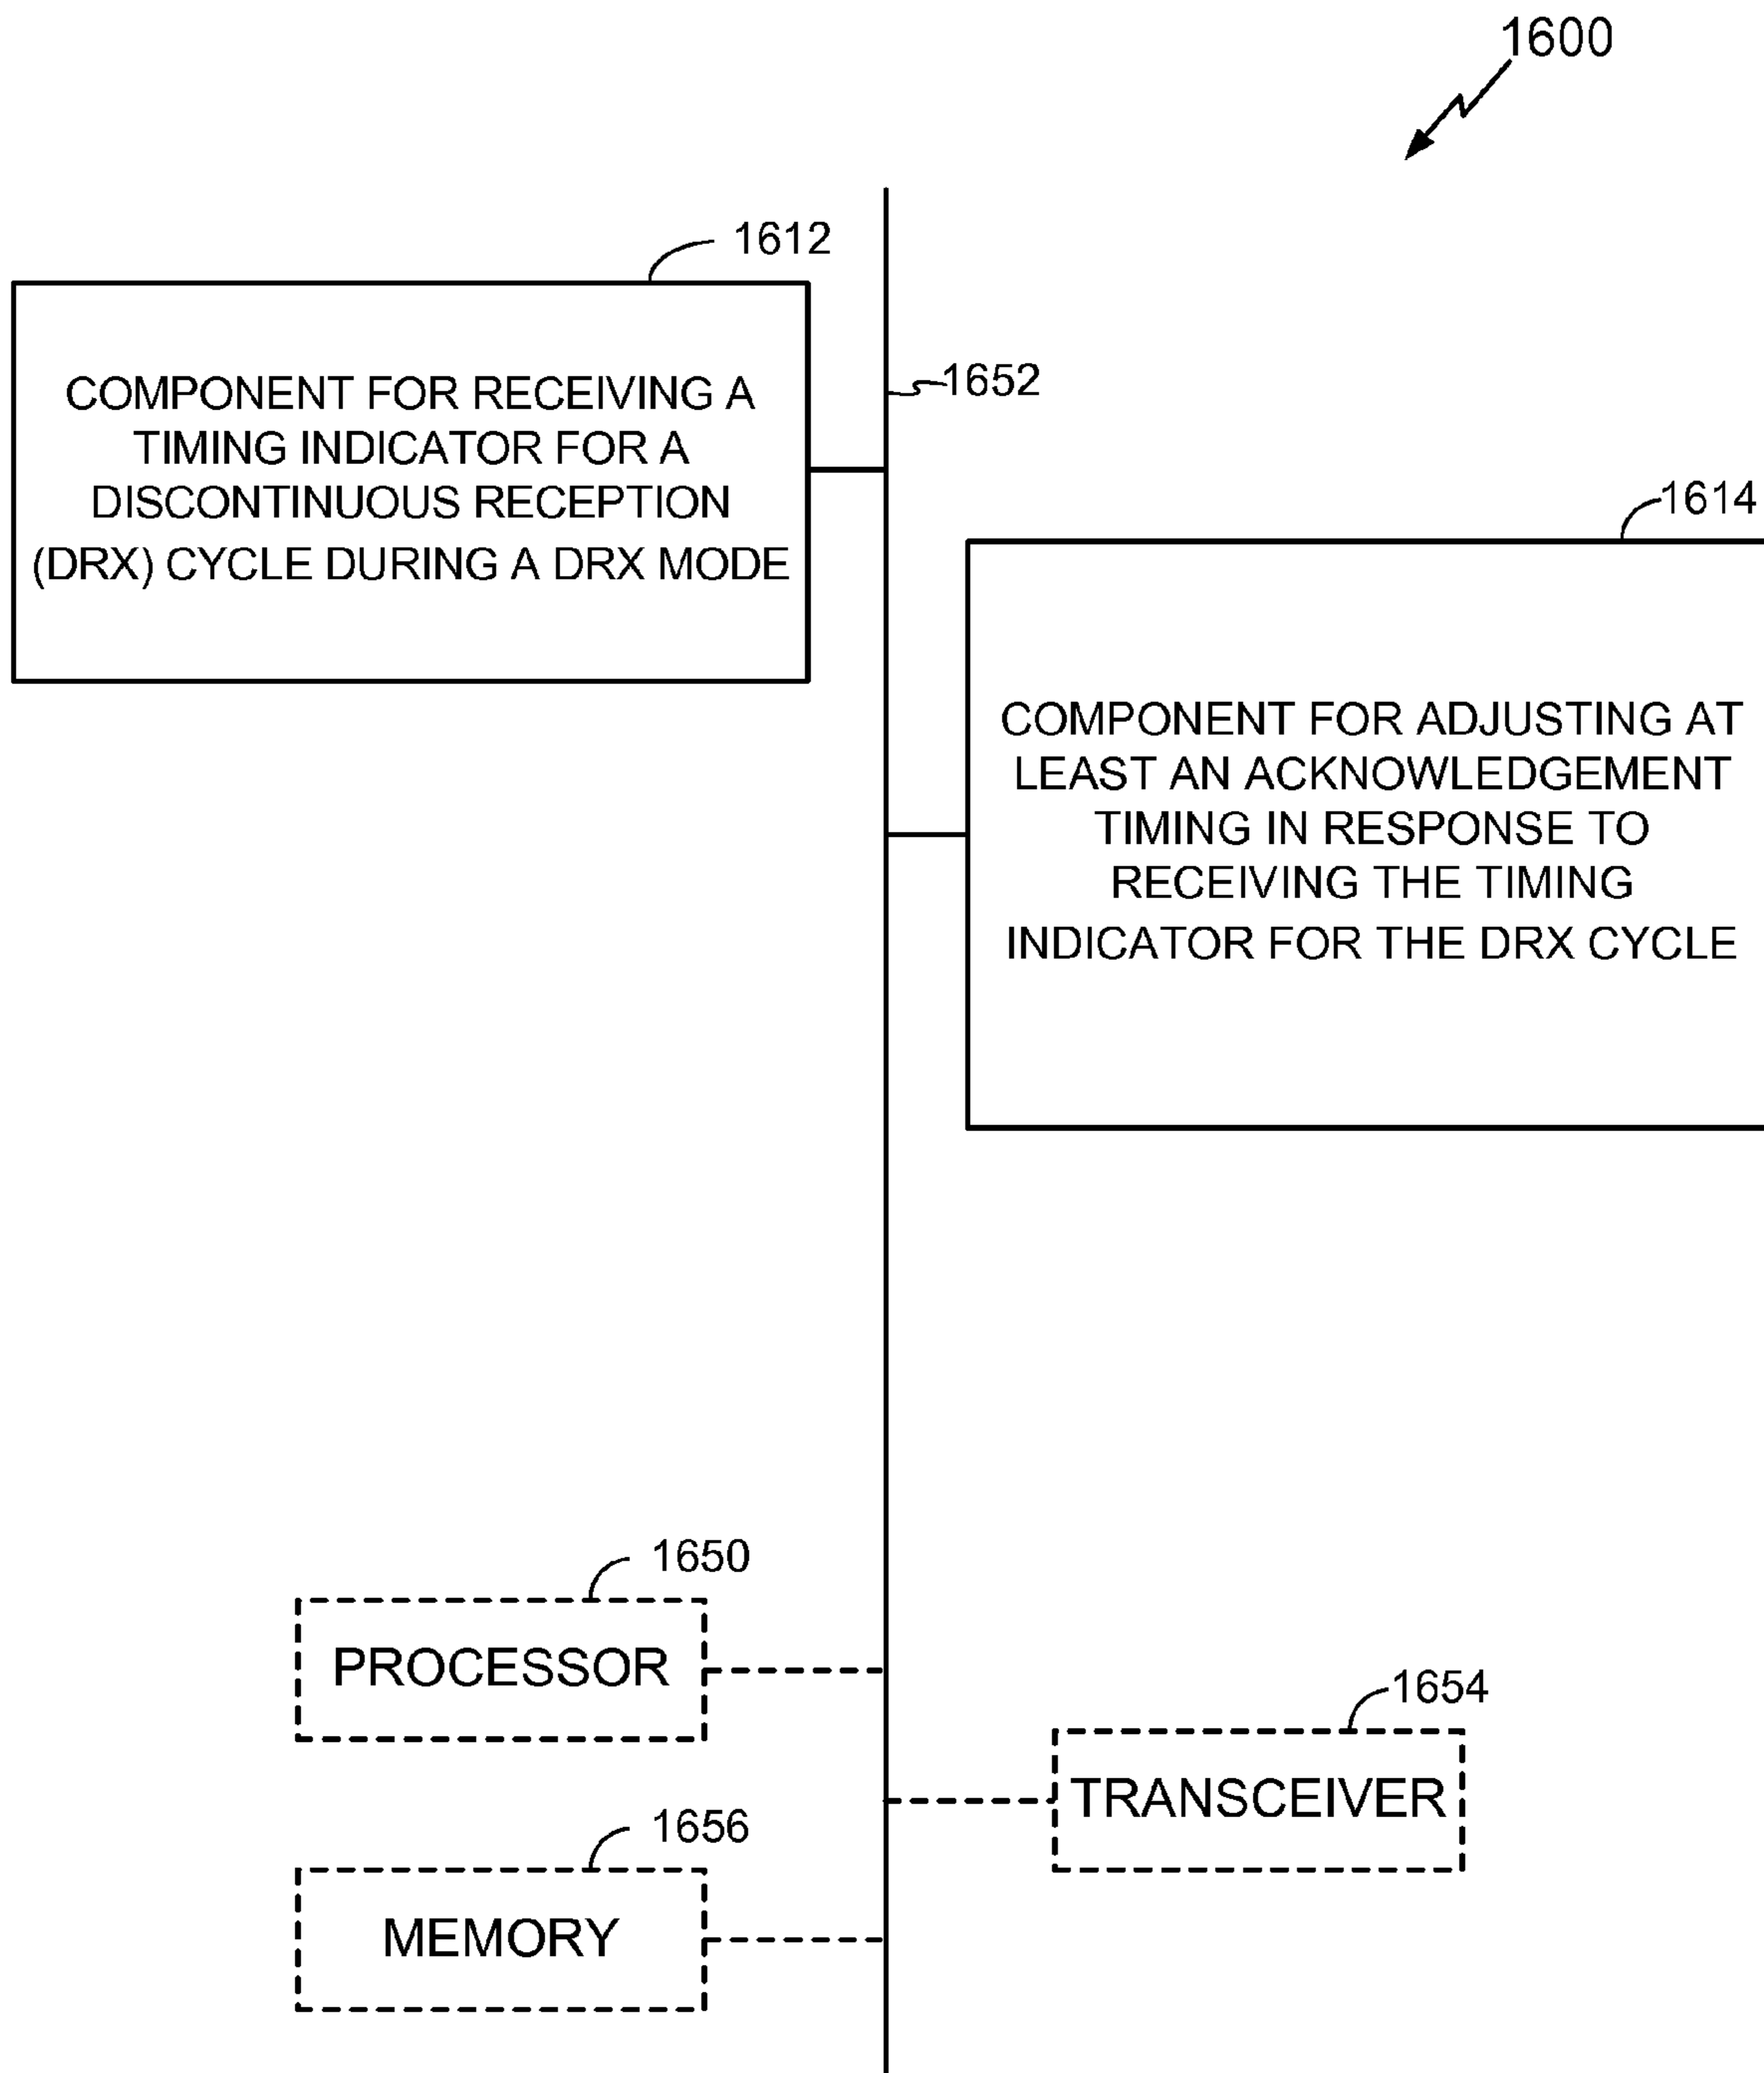 1600
1612
COMPONENT FOR RECEIVING A
TIMING INDICATOR FOR A
DISCONTINUOUS RECEPTION
(DRX) CYCLE DURING A DRX MODE
1652
1614
COMPONENT FOR ADJUSTING AT
LEAST AN ACKNOWLEDGEMENT
TIMING IN RESPONSE TO
RECEIVING THE TIMING
INDICATOR FOR THE DRX CYCLE
1650
PROCESSOR
1654
TRANSCEIVER
1656
MEMORY